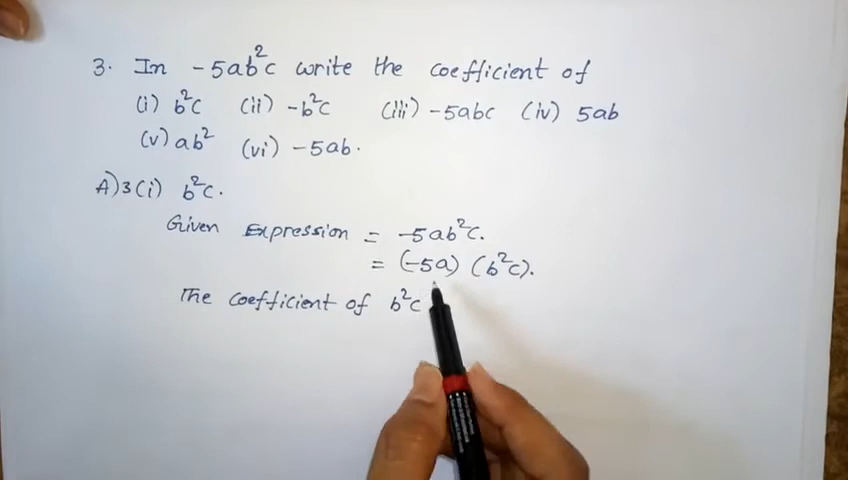 3. In -5ab²c write the coefficient of
(i) b²c (ii) -b²c (iii) -5abc (iv) 5ab
(v) ab² (vi) -5ab.
A)3(i) b²c.
Given Expression = -5ab²c.
= (-5a) (b²c).
The coefficient of b²c